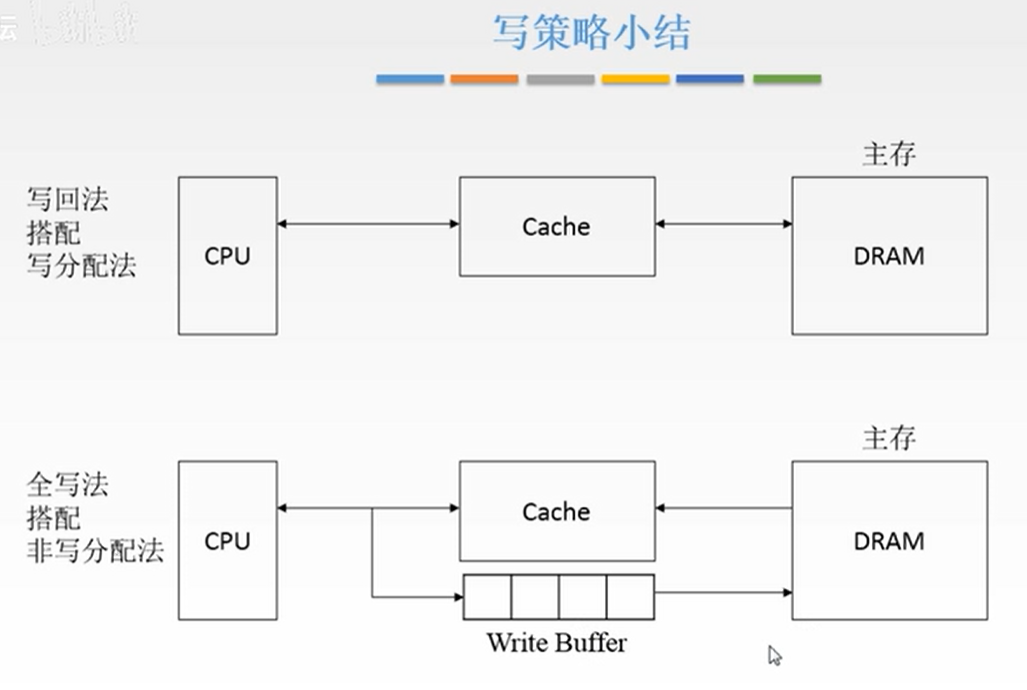 云
写策略小结
主存
写回法
搭配
写分配法
CPU
Cache
DRAM
主存
全写法
搭配
非写分配法
CPU
Cache
DRAM
Write Buffer